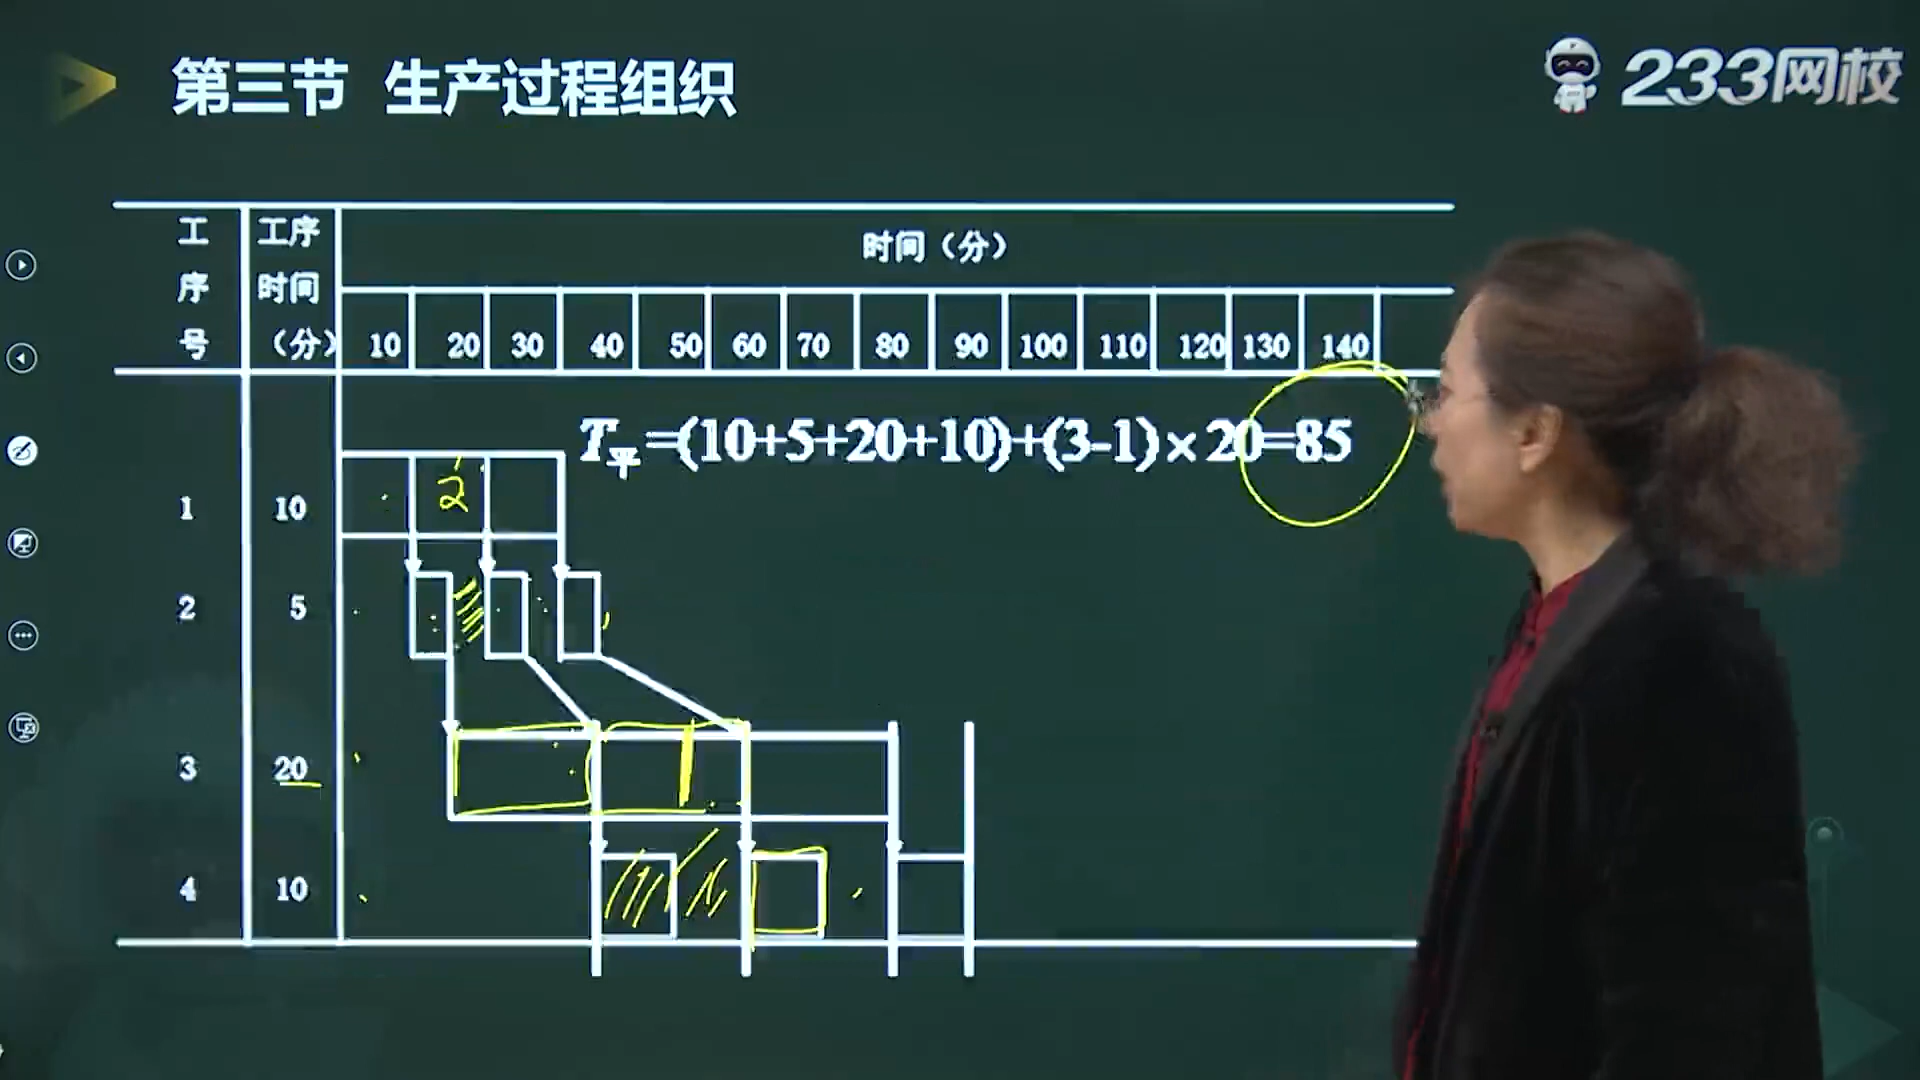 第三节 生产过程组织
233网校
工序号 工序时间（分） 时间（分）
10 20 30 40 50 60 70 80 90 100 110 120 130 140
T平=(10+5+20+10)+(3-1)×20=85
1 10 2
2 5
3 20
4 10